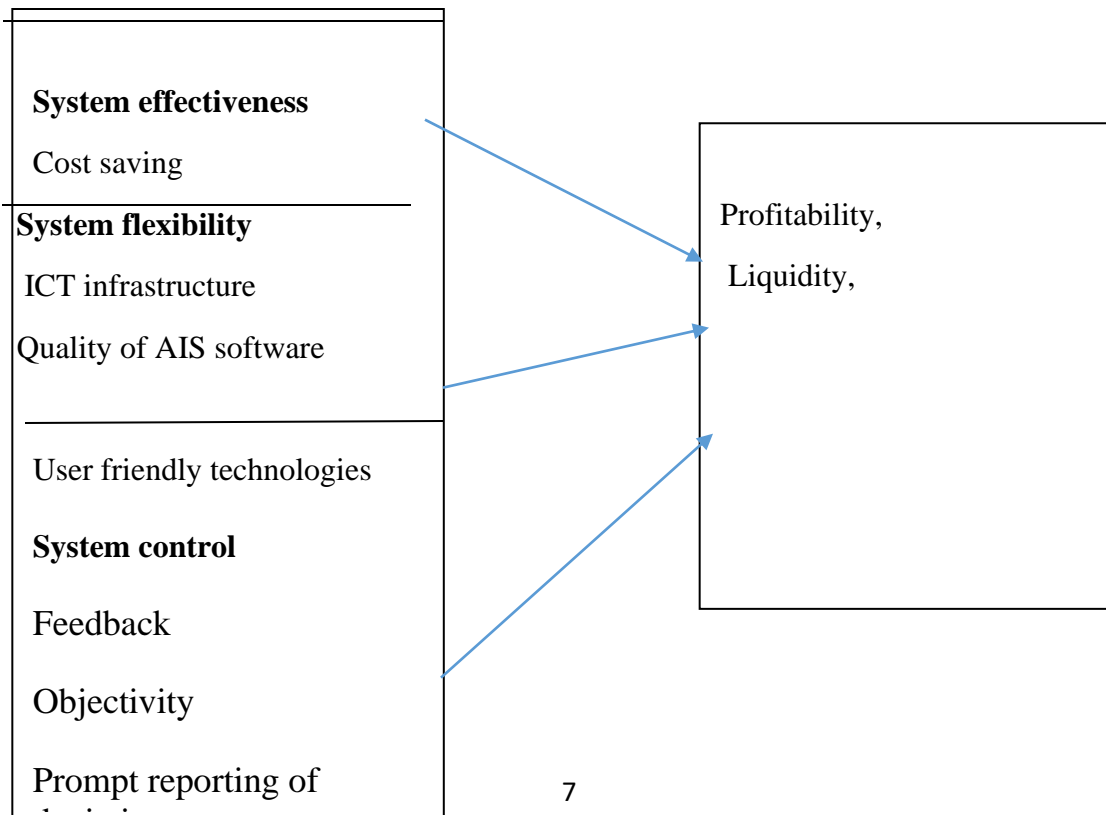 System effectiveness
Cost saving
System flexibility
ICT infrastructure
Quality of AIS software
User friendly technologies
System control
Feedback
Objectivity
Prompt reporting of
Profitability,
Liquidity,
7